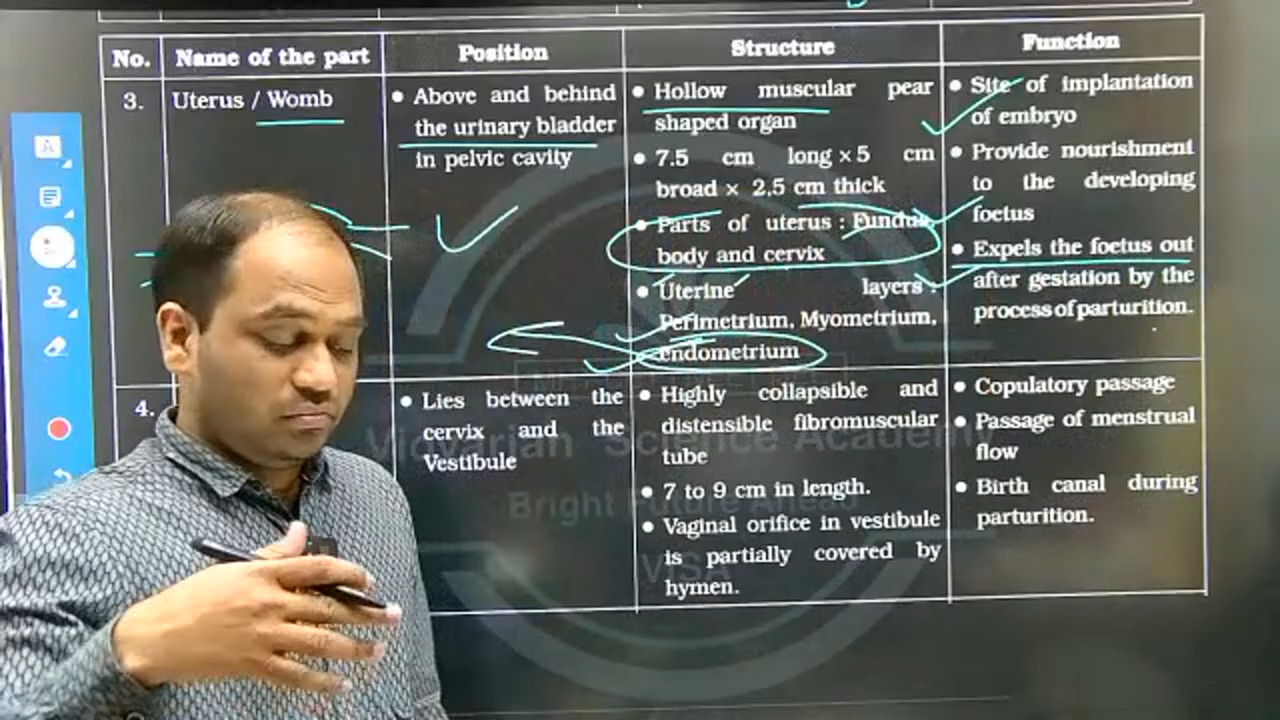 No. Name of the part Position Structure Function
3. Uterus / Womb
• Above and behind
the urinary bladder
in pelvic cavity
• Hollow muscular pear
shaped organ
• 7.5 cm long × 5 cm
broad × 2.5 cm thick
• Parts of uterus : Fundus
body and cervix
• Uterine layers :
Perimetrium, Myometrium,
endometrium
• Site of implantation
of embryo
• Provide nourishment
to the developing
foetus
• Expels the foetus out
after gestation by the
process of parturition.
4.
• Lies between the
cervix and the
Vestibule
• Highly collapsible and
distensible fibromuscular
tube
• 7 to 9 cm in length.
• Vaginal orifice in vestibule
is partially covered by
hymen.
• Copulatory passage
• Passage of menstrual
flow
• Birth canal during
parturition.
Science Academ
Bright Future Ahead
VISA
A